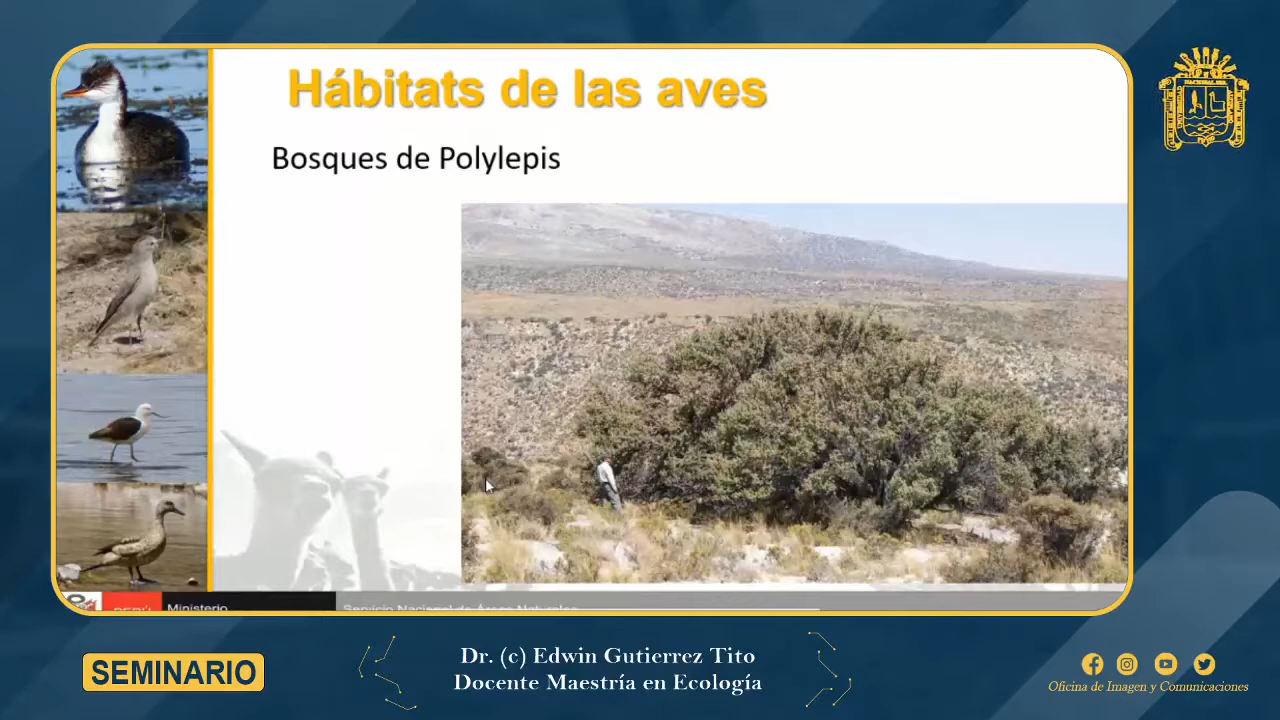 Hábitats de las aves
Bosques de Polylepis
PERÚ
Ministerio
Servicio Nacional de Áreas Naturales
SEMINARIO
Dr. (c) Edwin Gutierrez Tito
Docente Maestría en Ecología
Oficina de Imagen y Comunicaciones